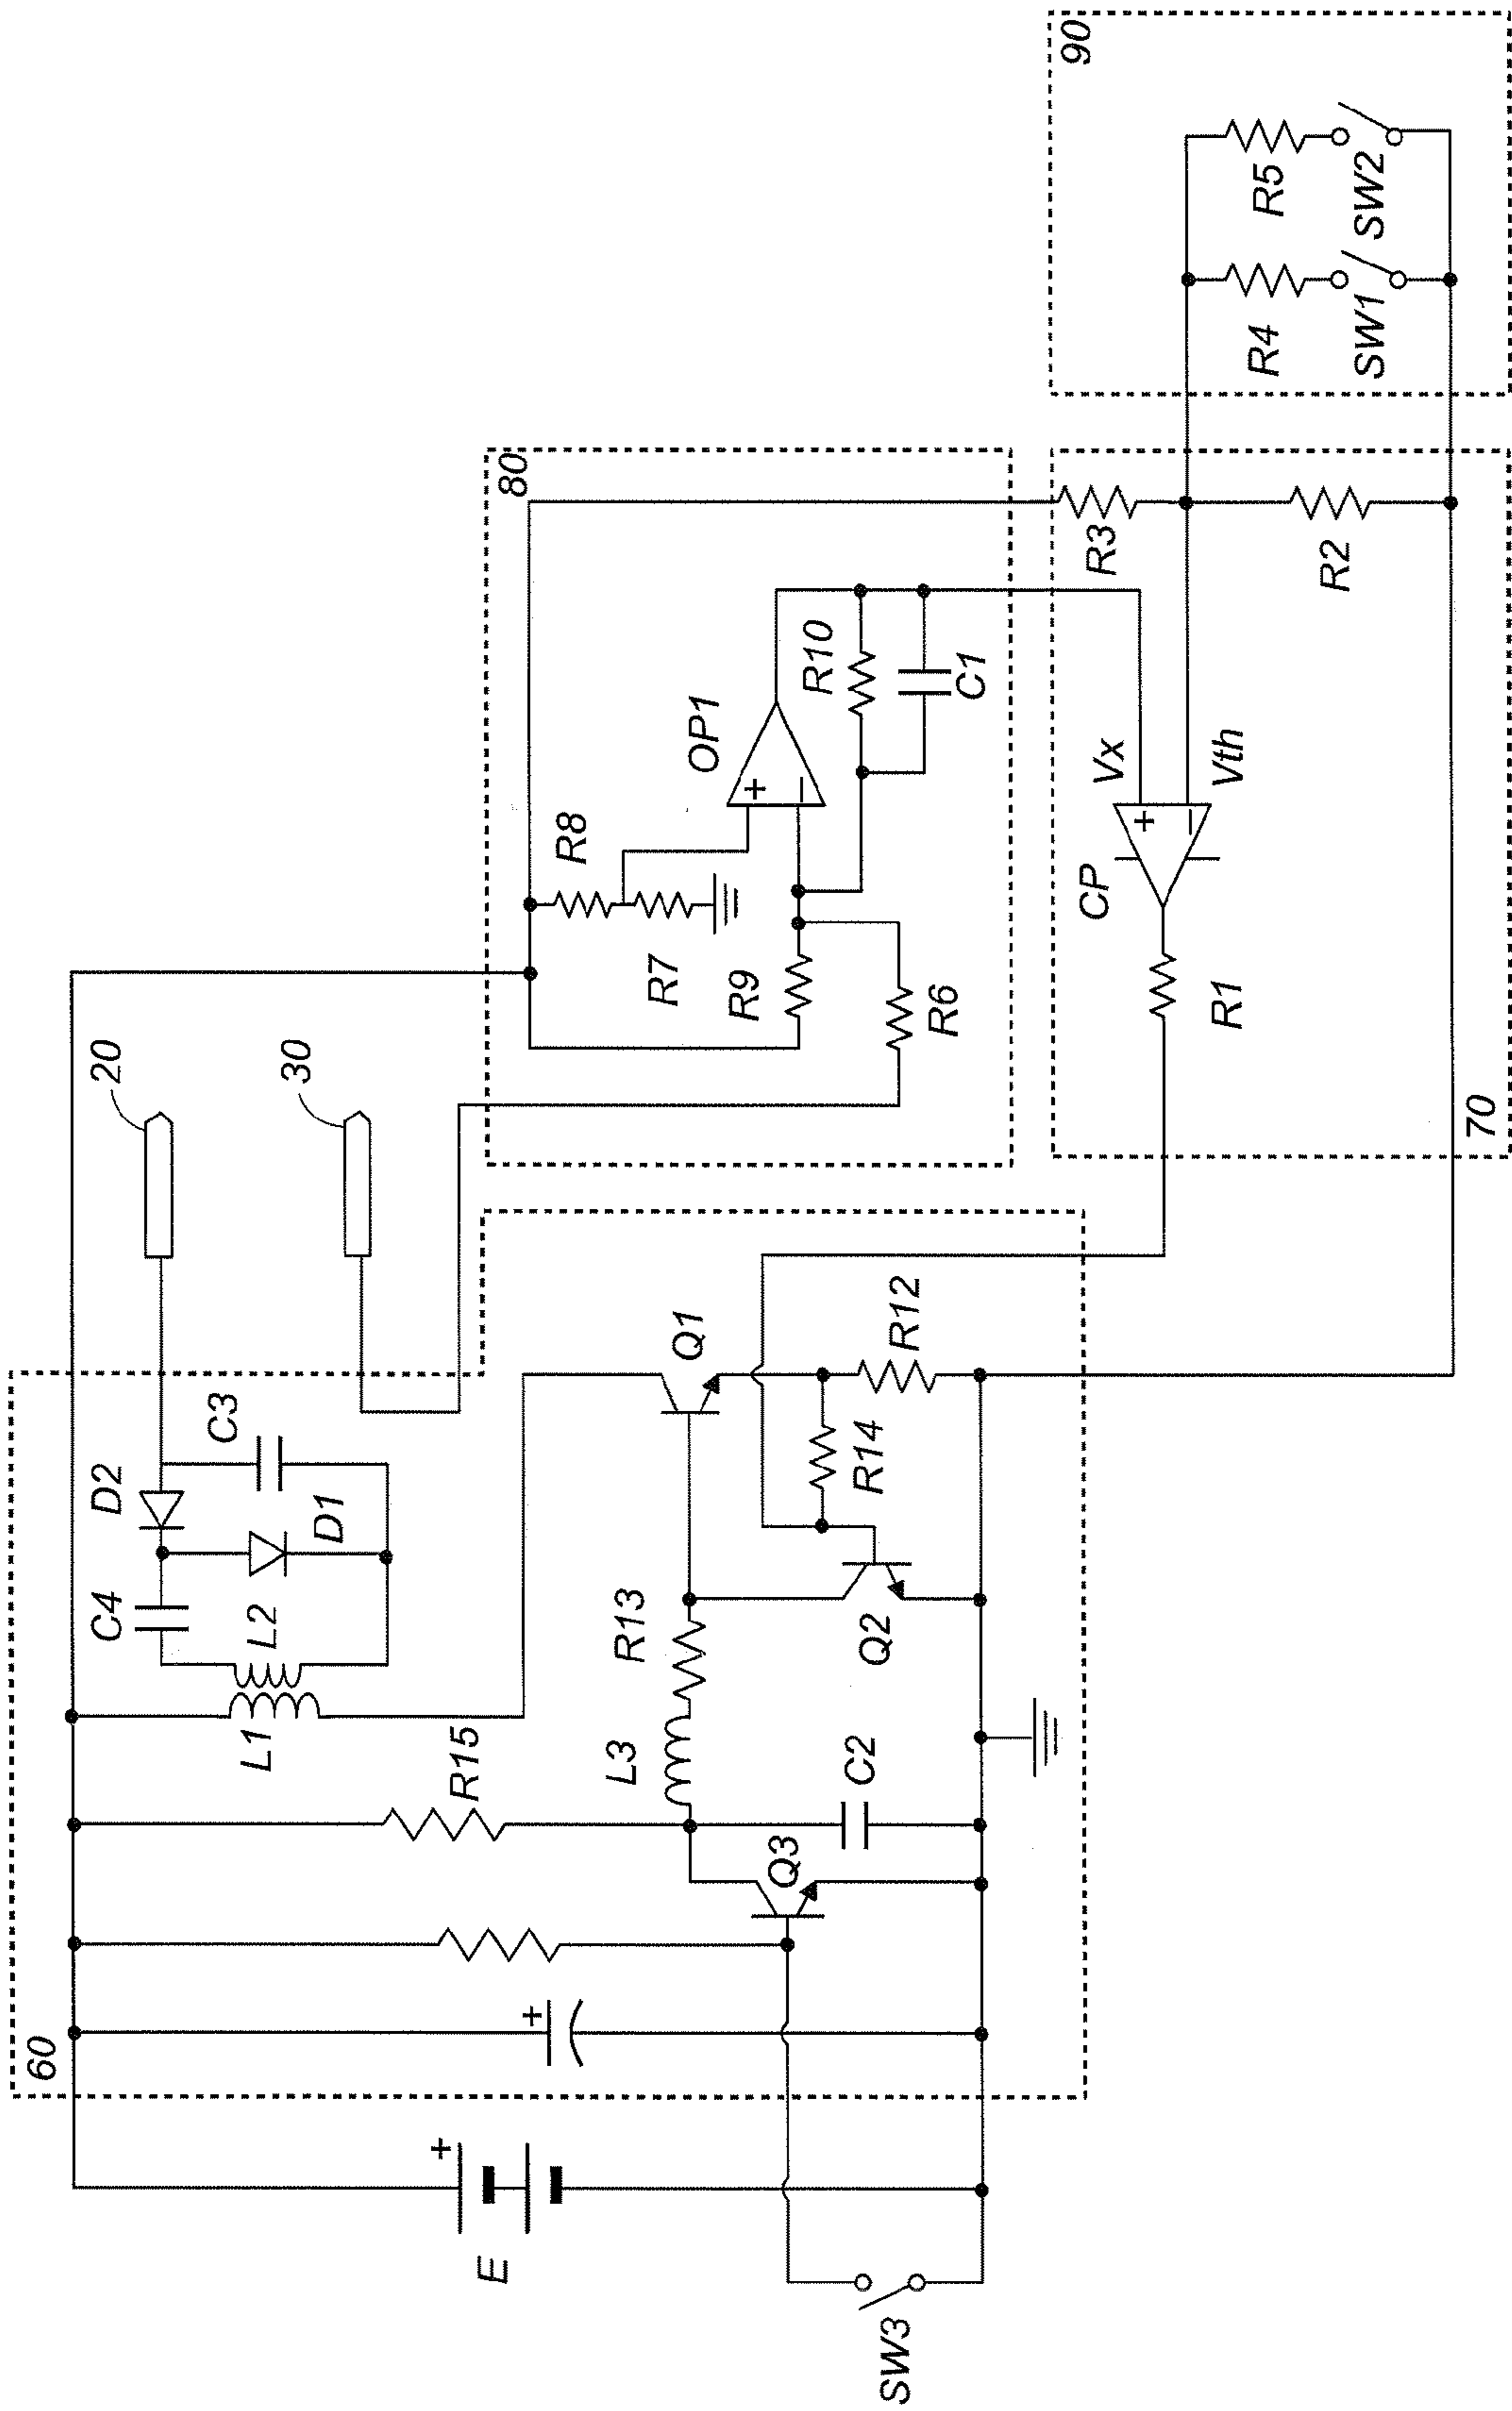 60
E
+
SW3
+
Q3
C2
R15
L1
L2
L3
R13
Q2
C4
D2
D1
C3
R14
Q1
R12
20
30
80
R8
R7
R9
R6
OP1
+
−
R10
C1
70
R1
CP
+
−
Vx
Vth
R3
R2
90
R4
SW1
R5
SW2